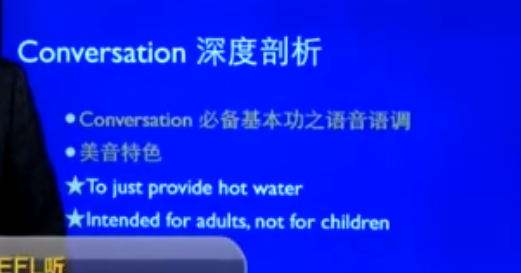 Conversation 深度剖析
●Conversation 必备基本功之语音语调
●美音特色
★To just provide hot water
★Intended for adults, not for children
EFL听